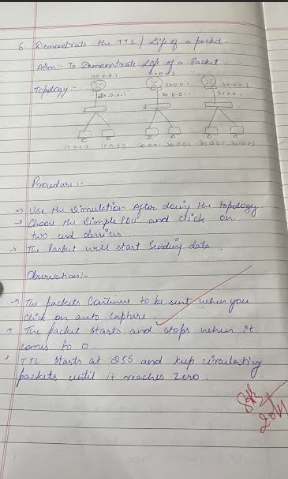 6. Demonstrate the TTL / Life of a packet.
Aim:- To Demonstrate Life of a Packet
Topology:-
Procedure:-
→ Use the Simulation After doing the topology
→ Choose the Simple PDU and click on
two end devices
→ The Packet will start Sending data.
Observation:-
→ The packets Continue to be sent when you
click on auto Capture
→ The packet starts and stops when it
comes to 0.
TTL starts at 255 and keep circulating
packets until it reaches Zero.